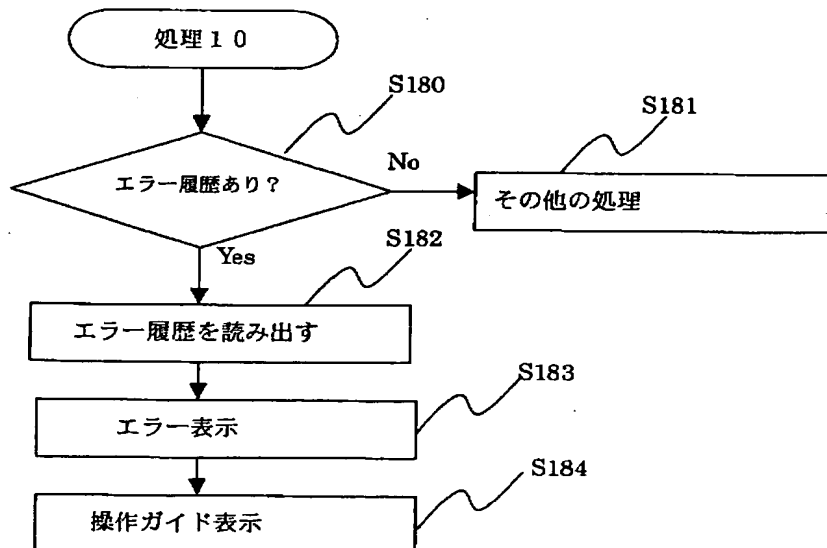 処理１０
S180
エラー履歴あり？
No
S181
その他の処理
Yes
S182
エラー履歴を読み出す
S183
エラー表示
S184
操作ガイド表示